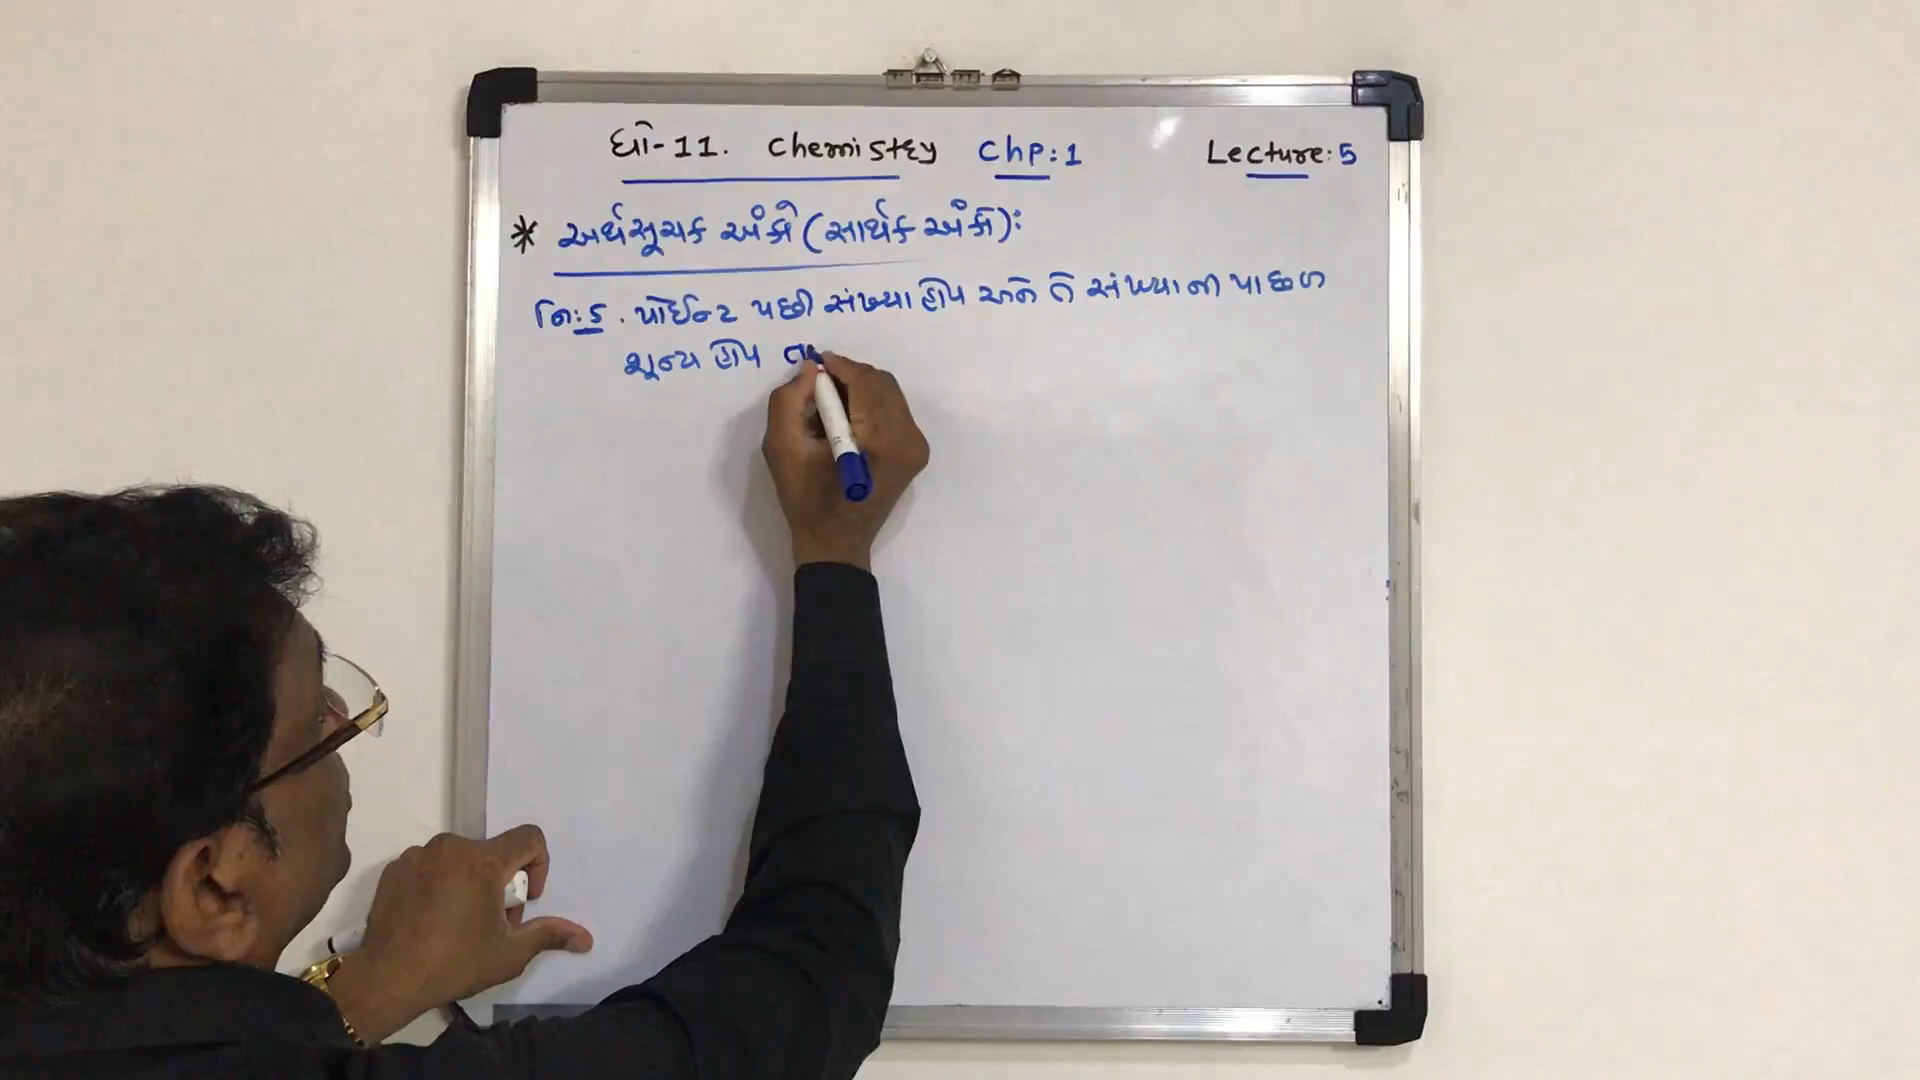 ધો-11. Chemistry Chp:1 Lecture: 5
* અર્થસૂચક અંકો (સાર્થક અંકો):
નિ:5. પોઈન્ટ પછી સંખ્યા હોય અને તે સંખ્યાની પાછળ
શૂન્ય હોય